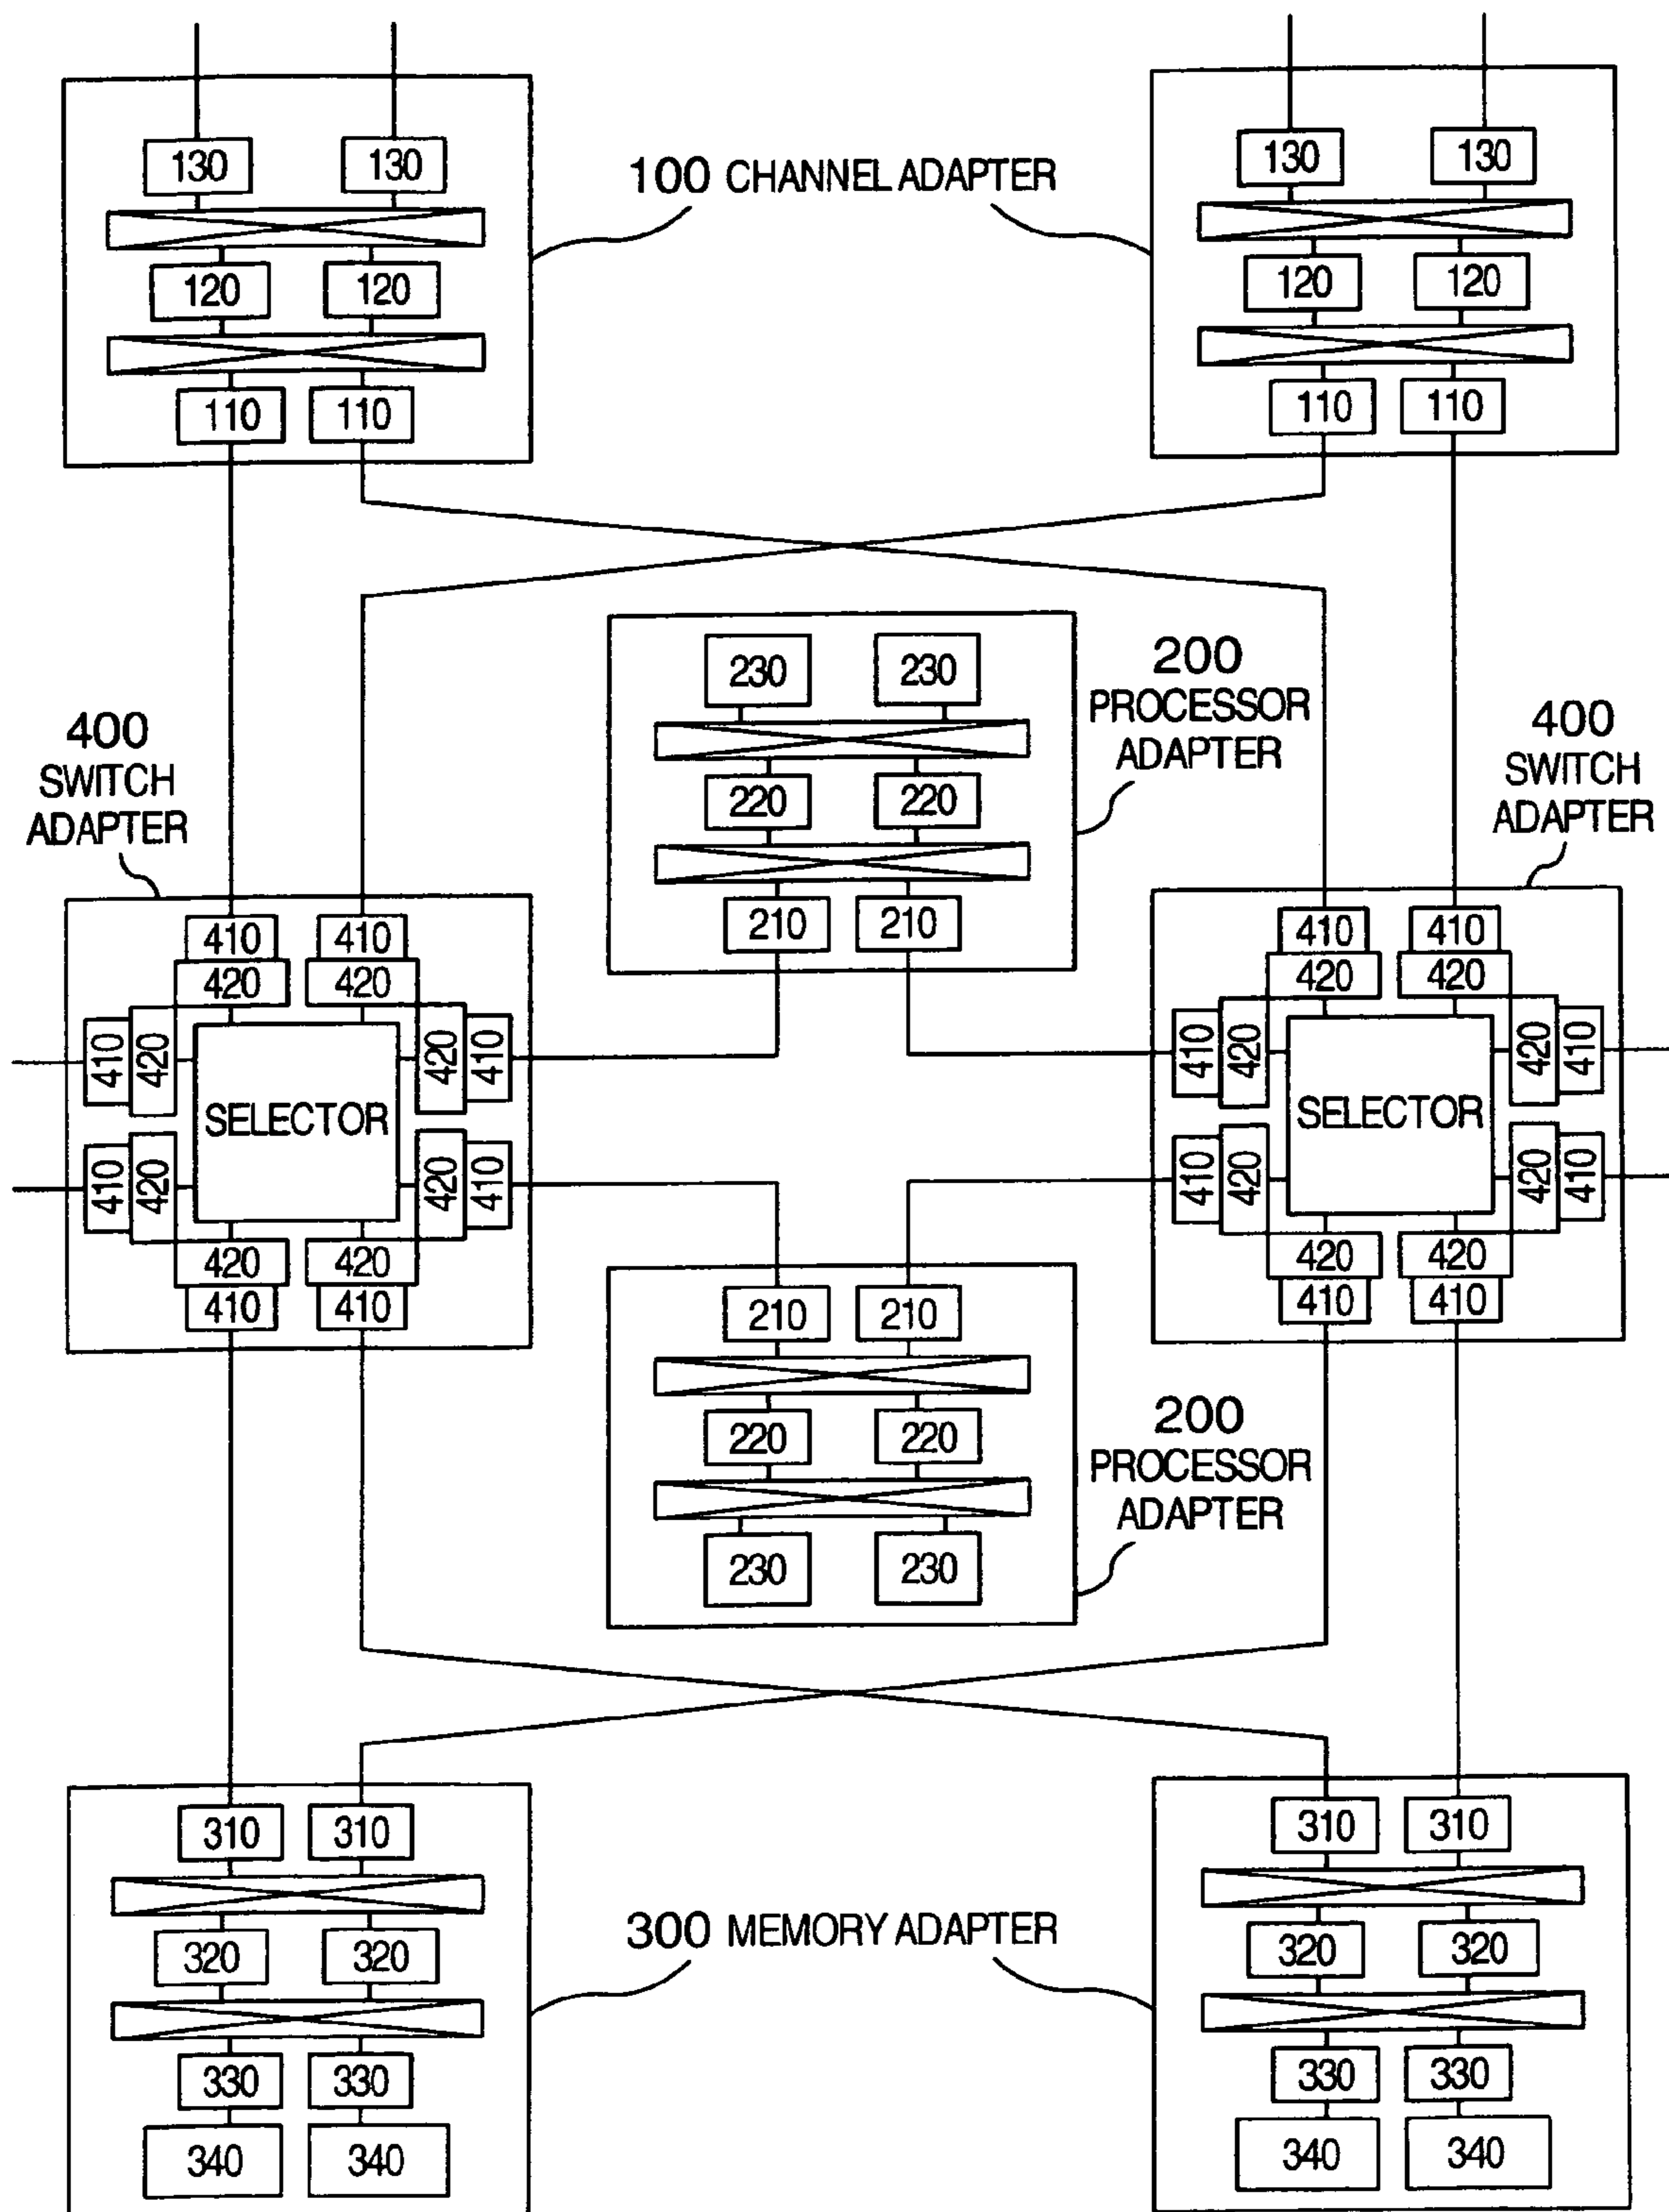 130 130 130 130
100 CHANNEL ADAPTER
120 120 120 120
110 110 110 110
230 230
200
PROCESSOR
ADAPTER
400
SWITCH
ADAPTER
400
SWITCH
ADAPTER
220 220
210 210
410 410 410 410
420 420 420 420
410 420 420 410 410 420 420 410
SELECTOR SELECTOR
410 420 420 410 410 420 420 410
420 420 420 420
410 410 410 410
210 210
220 220
200
PROCESSOR
ADAPTER
230 230
310 310 310 310
300 MEMORY ADAPTER
320 320 320 320
330 330 330 330
340 340 340 340